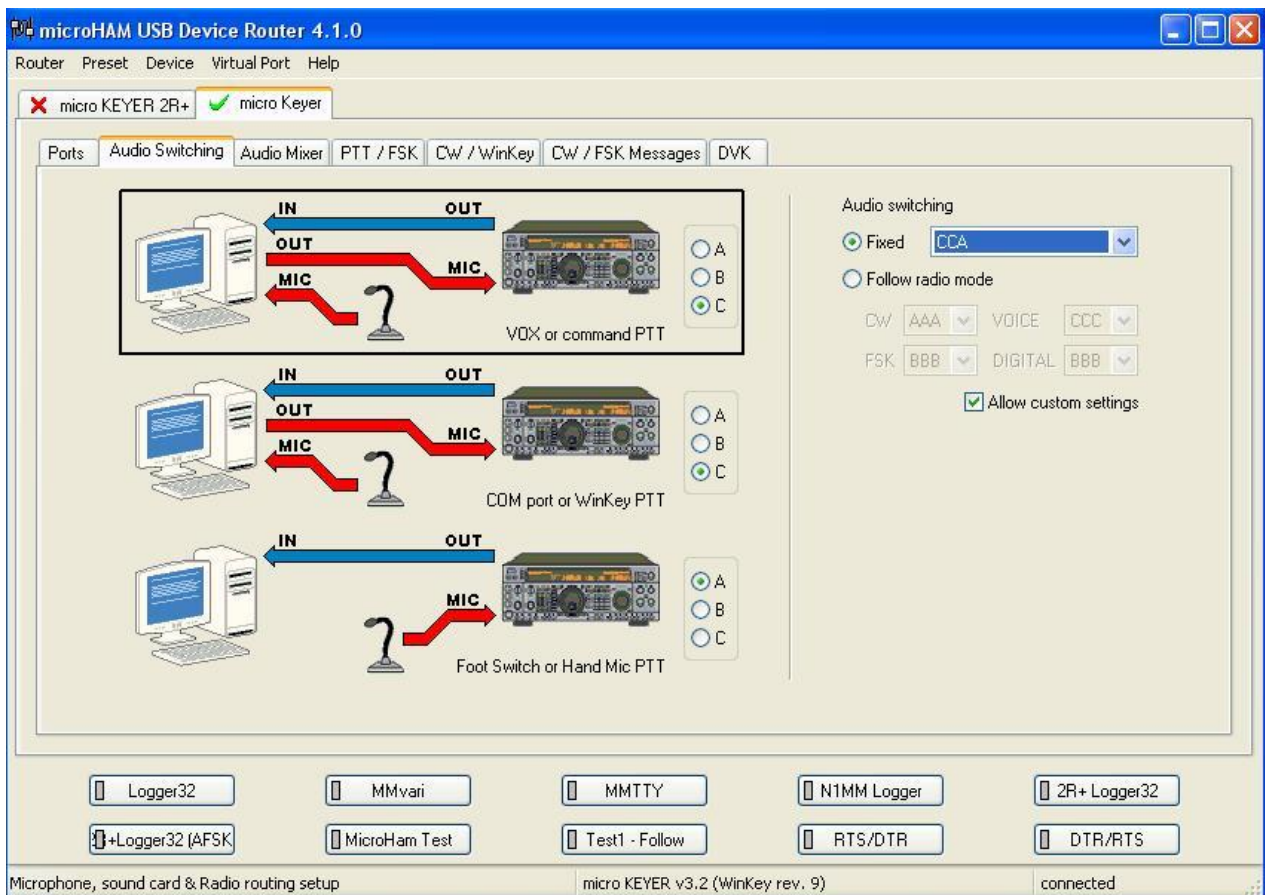 microHAM USB Device Router 4.1.0
Router Preset Device Virtual Port Help
micro KEYER 2R+ micro Keyer
Ports Audio Switching Audio Mixer PTT / FSK CW / WinKey CW / FSK Messages DVK
IN OUT
OUT
MIC
MIC
A
B
C
VOX or command PTT
IN OUT
OUT
MIC
MIC
A
B
C
COM port or WinKey PTT
IN OUT
MIC
A
B
C
Foot Switch or Hand Mic PTT
Audio switching
Fixed CCA
Follow radio mode
CW AAA VOICE CCC
FSK BBB DIGITAL BBB
Allow custom settings
Logger32 MMvari MMTTY N1MM Logger 2R+ Logger32
+Logger32 (AFSK MicroHam Test Test1 - Follow RTS/DTR DTR/RTS
Microphone, sound card & Radio routing setup micro KEYER v3.2 (WinKey rev. 9) connected